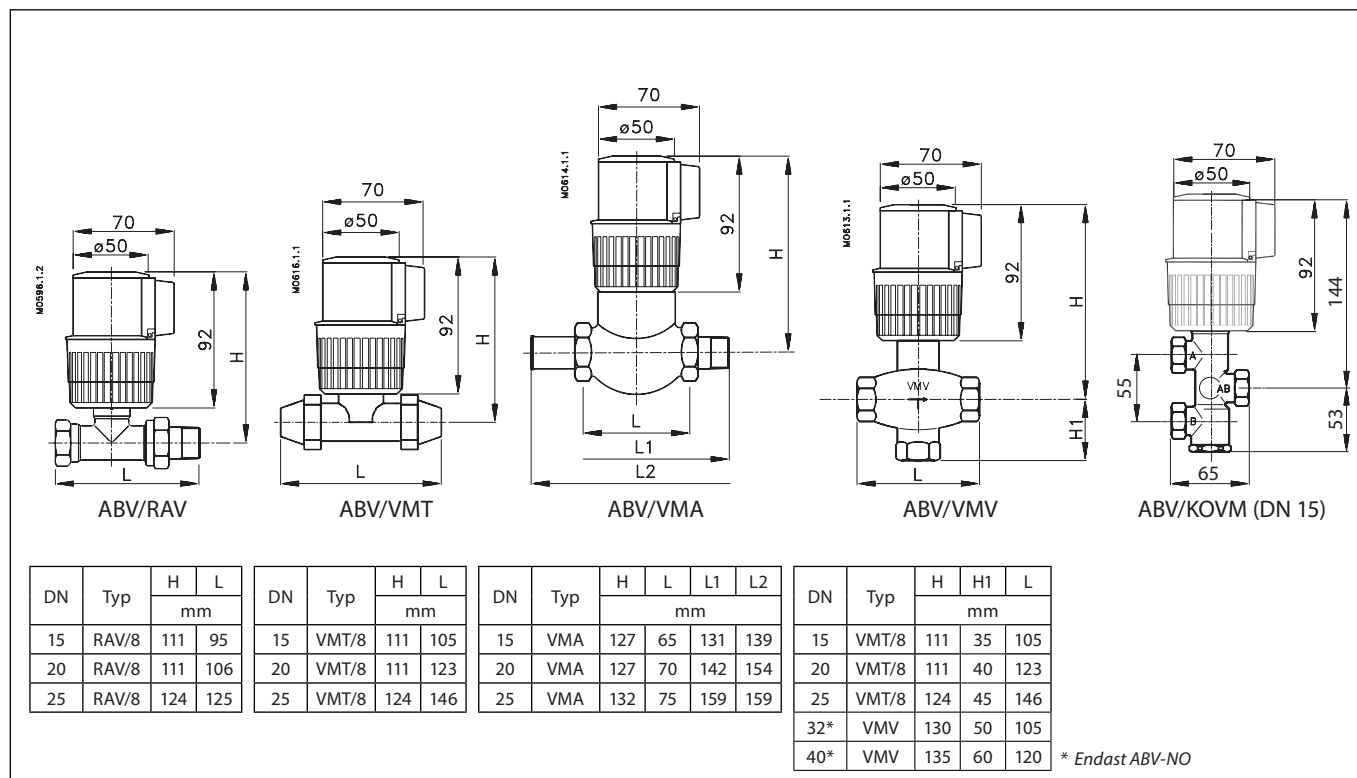 70
ø50
92
H
L
M0596.1.2
ABV/RAV
70
ø50
92
H
L
M0616.1.1
ABV/VMT
70
ø50
92
H
L
L1
L2
M0614.1.1
ABV/VMA
70
ø50
92
H
H1
L
VMV
M0613.1.1
ABV/VMV
70
ø50
92
144
A
AB
B
55
53
65
ABV/KOVM (DN 15)
DN Typ H L
mm
15 RAV/8 111 95
20 RAV/8 111 106
25 RAV/8 124 125
DN Typ H L
mm
15 VMT/8 111 105
20 VMT/8 111 123
25 VMT/8 124 146
DN Typ H L L1 L2
mm
15 VMA 127 65 131 139
20 VMA 127 70 142 154
25 VMA 132 75 159 159
DN Typ H H1 L
mm
15 VMT/8 111 35 105
20 VMT/8 111 40 123
25 VMT/8 124 45 146
32* VMV 130 50 105
40* VMV 135 60 120
* Endast ABV-NO